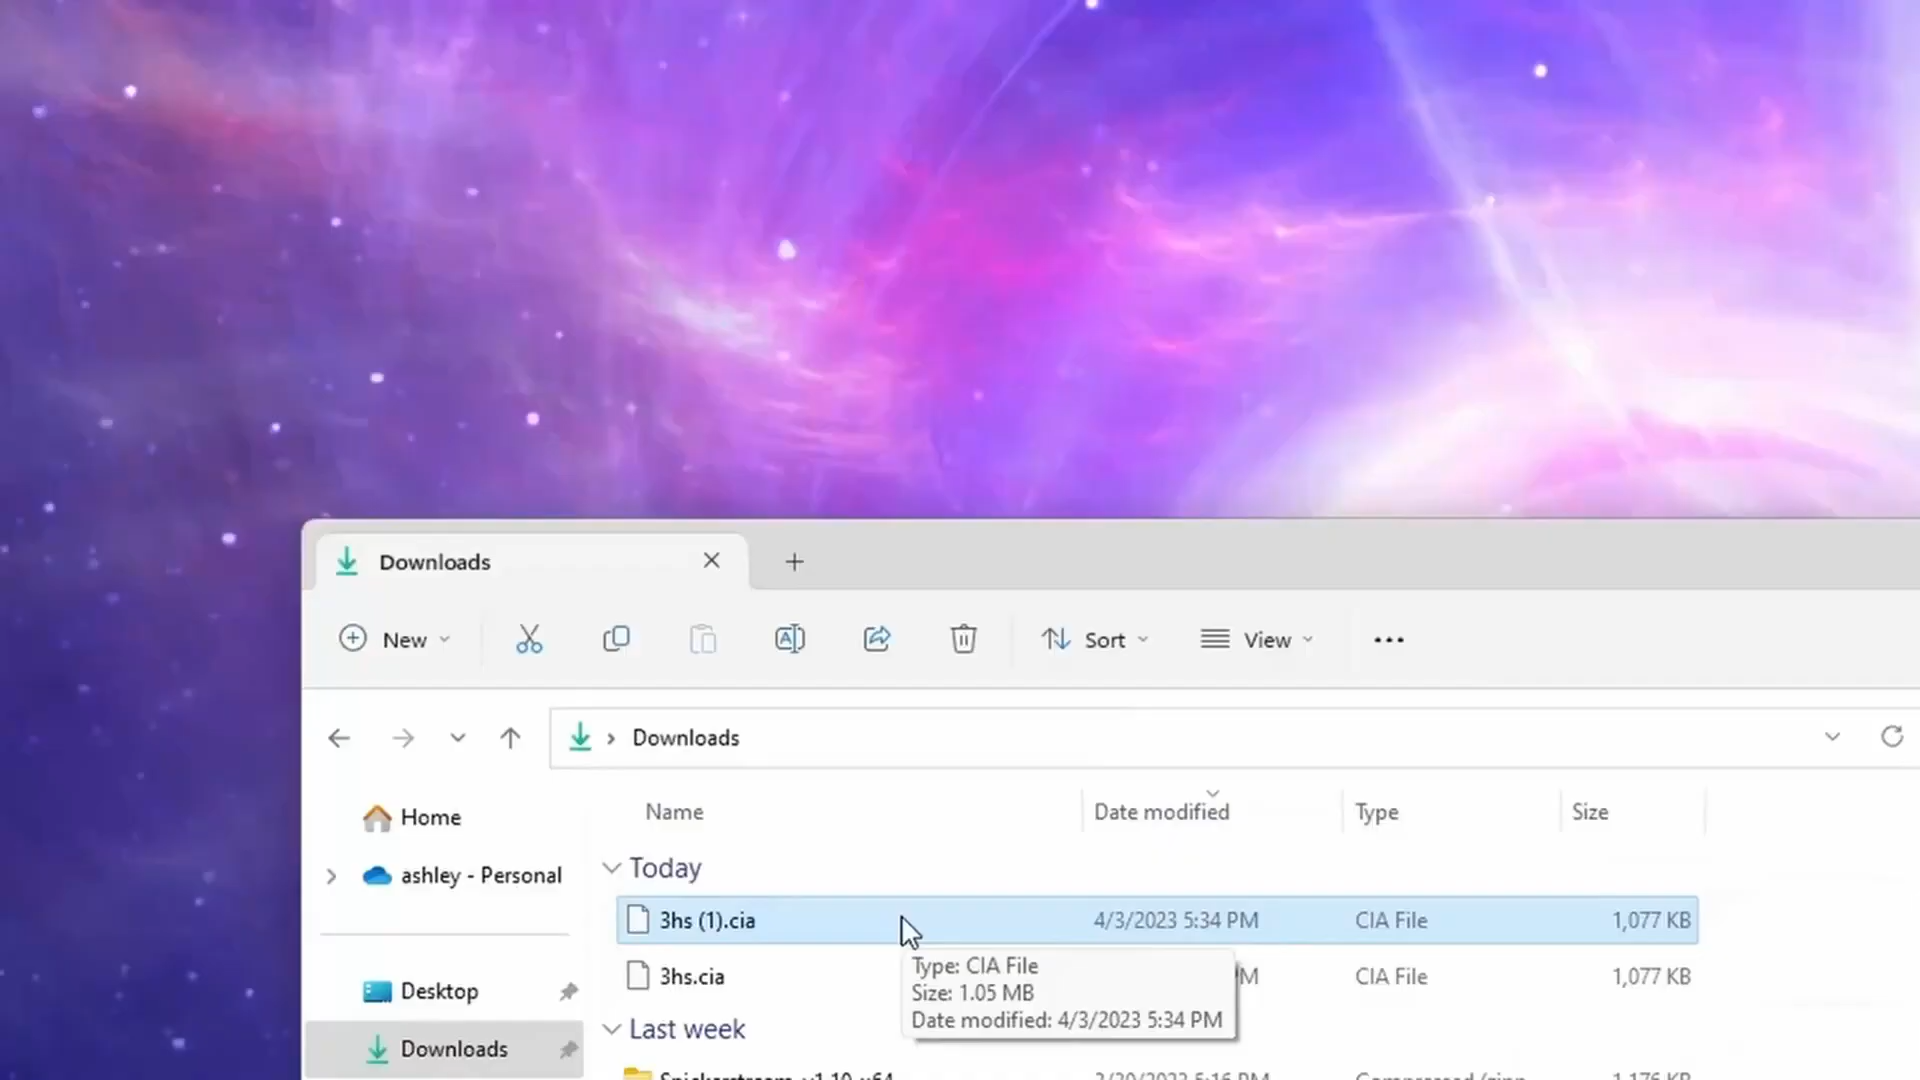 Downloads
New
Sort
View
Downloads
Home
Name
Date modified
Type
Size
ashley - Personal
Today
3hs (1).cia
4/3/2023 5:34 PM
CIA File
1,077 KB
3hs.cia
M
CIA File
1,077 KB
Type: CIA File
Size: 1.05 MB
Date modified: 4/3/2023 5:34 PM
Desktop
Last week
Downloads